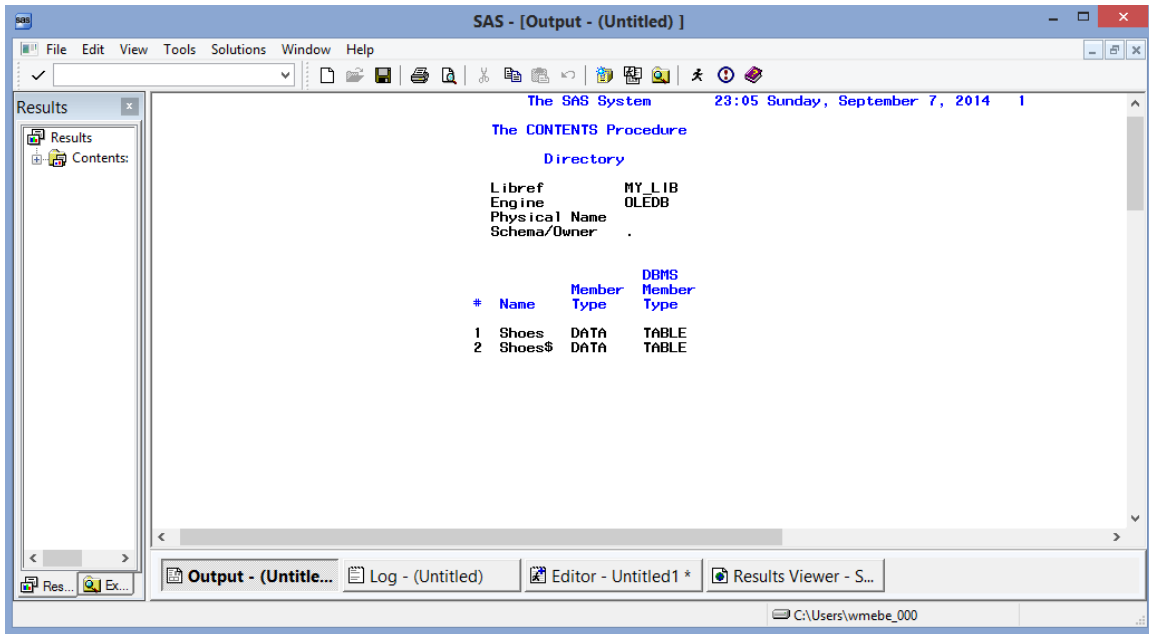 sas
SAS - [Output - (Untitled) ]
File Edit View Tools Solutions Window Help
Results
Results
Contents:
The SAS System 23:05 Sunday, September 7, 2014 1
The CONTENTS Procedure
Directory
Libref MY_LIB
Engine OLEDB
Physical Name
Schema/Owner .
DBMS
Member Member
# Name Type Type
1 Shoes DATA TABLE
2 Shoes$ DATA TABLE
Res... Ex...
Output - (Untitle... Log - (Untitled) Editor - Untitled1 * Results Viewer - S...
C:\Users\wmebe_000